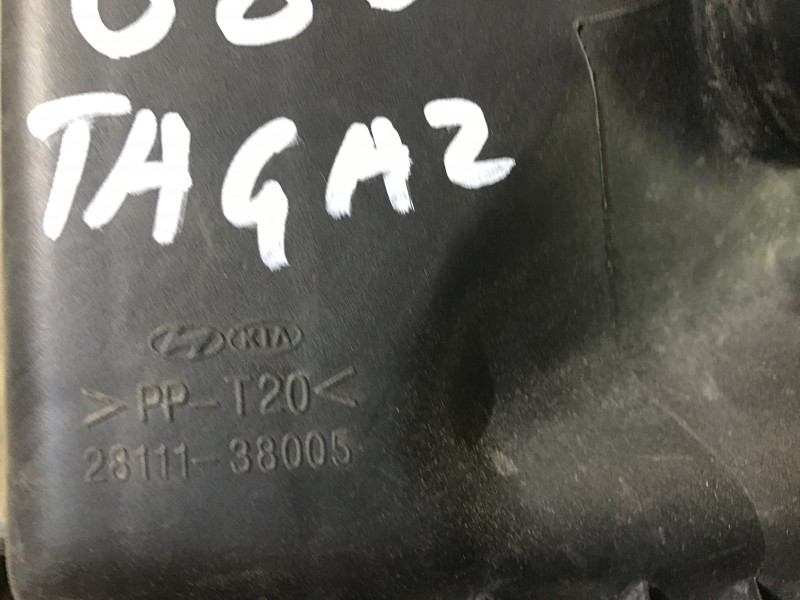 TAGAZ
KIA
>PP-T20<
28111-38005